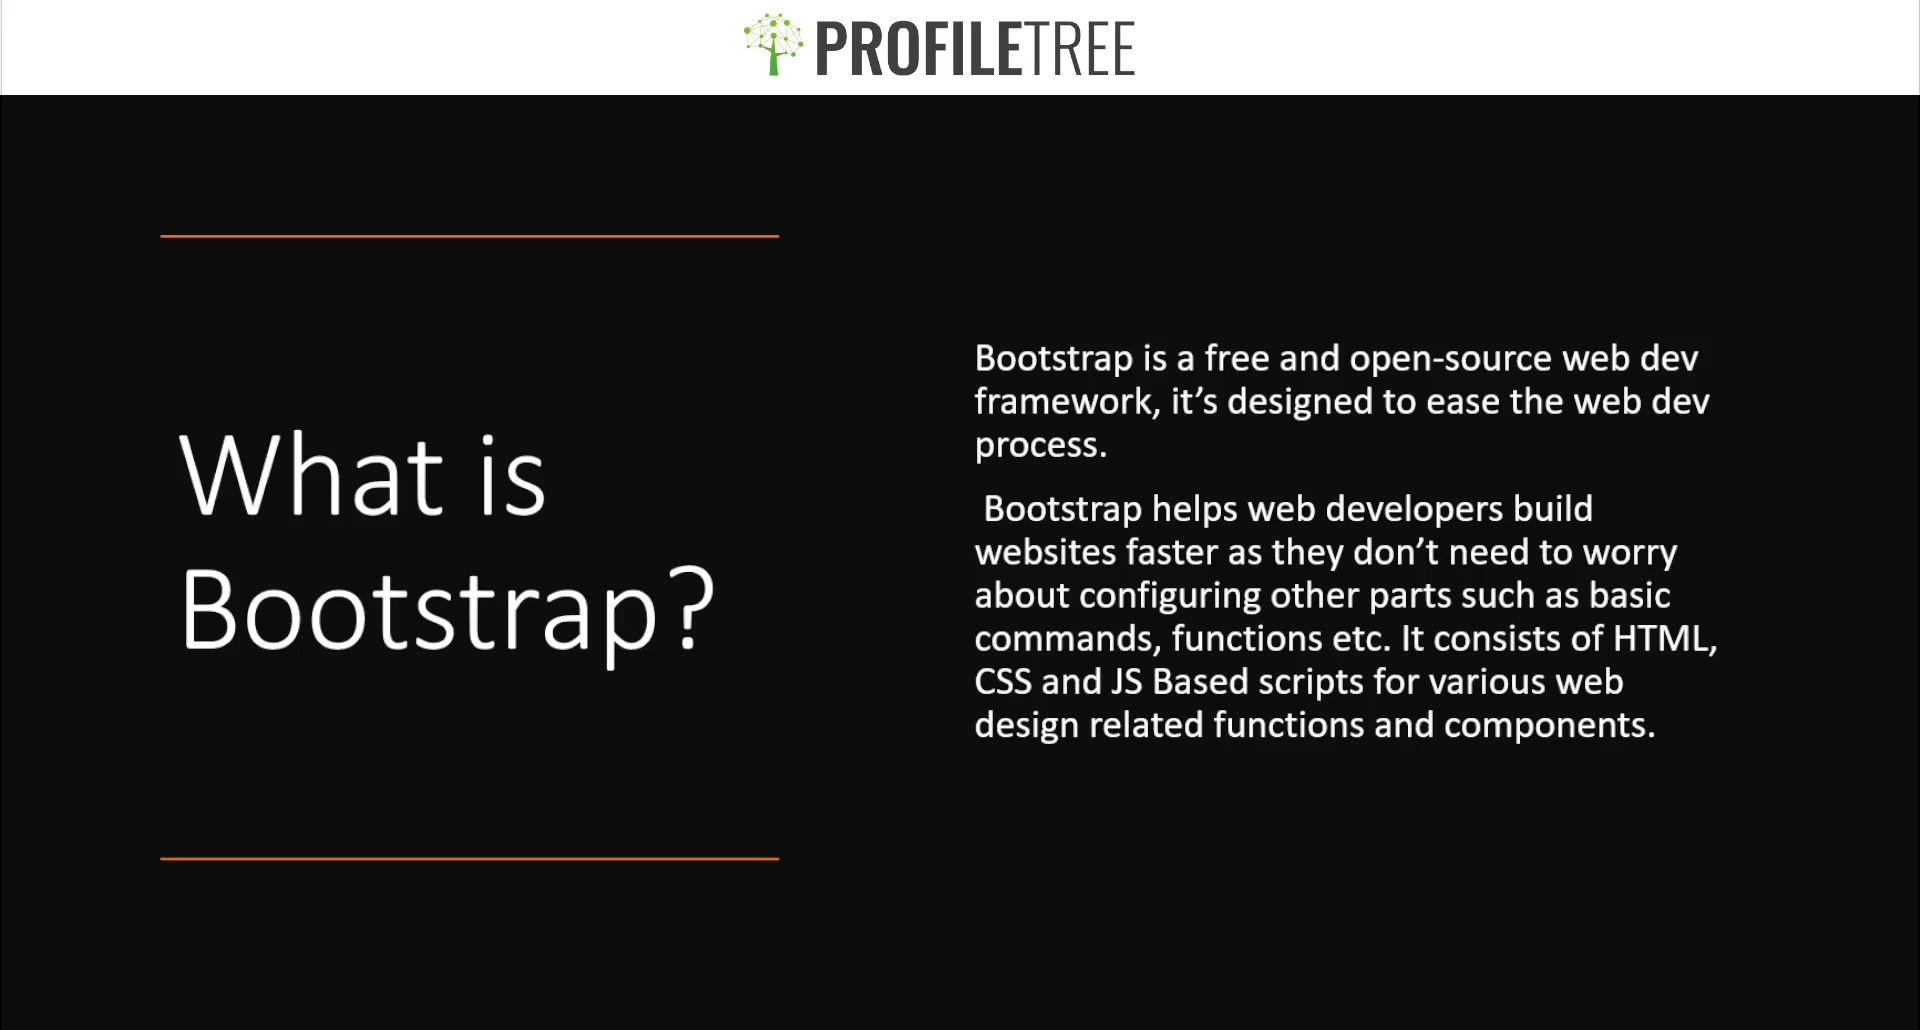 PROFILETREE
What is
Bootstrap?
Bootstrap is a free and open-source web dev
framework, it’s designed to ease the web dev
process.
Bootstrap helps web developers build
websites faster as they don’t need to worry
about configuring other parts such as basic
commands, functions etc. It consists of HTML,
CSS and JS Based scripts for various web
design related functions and components.